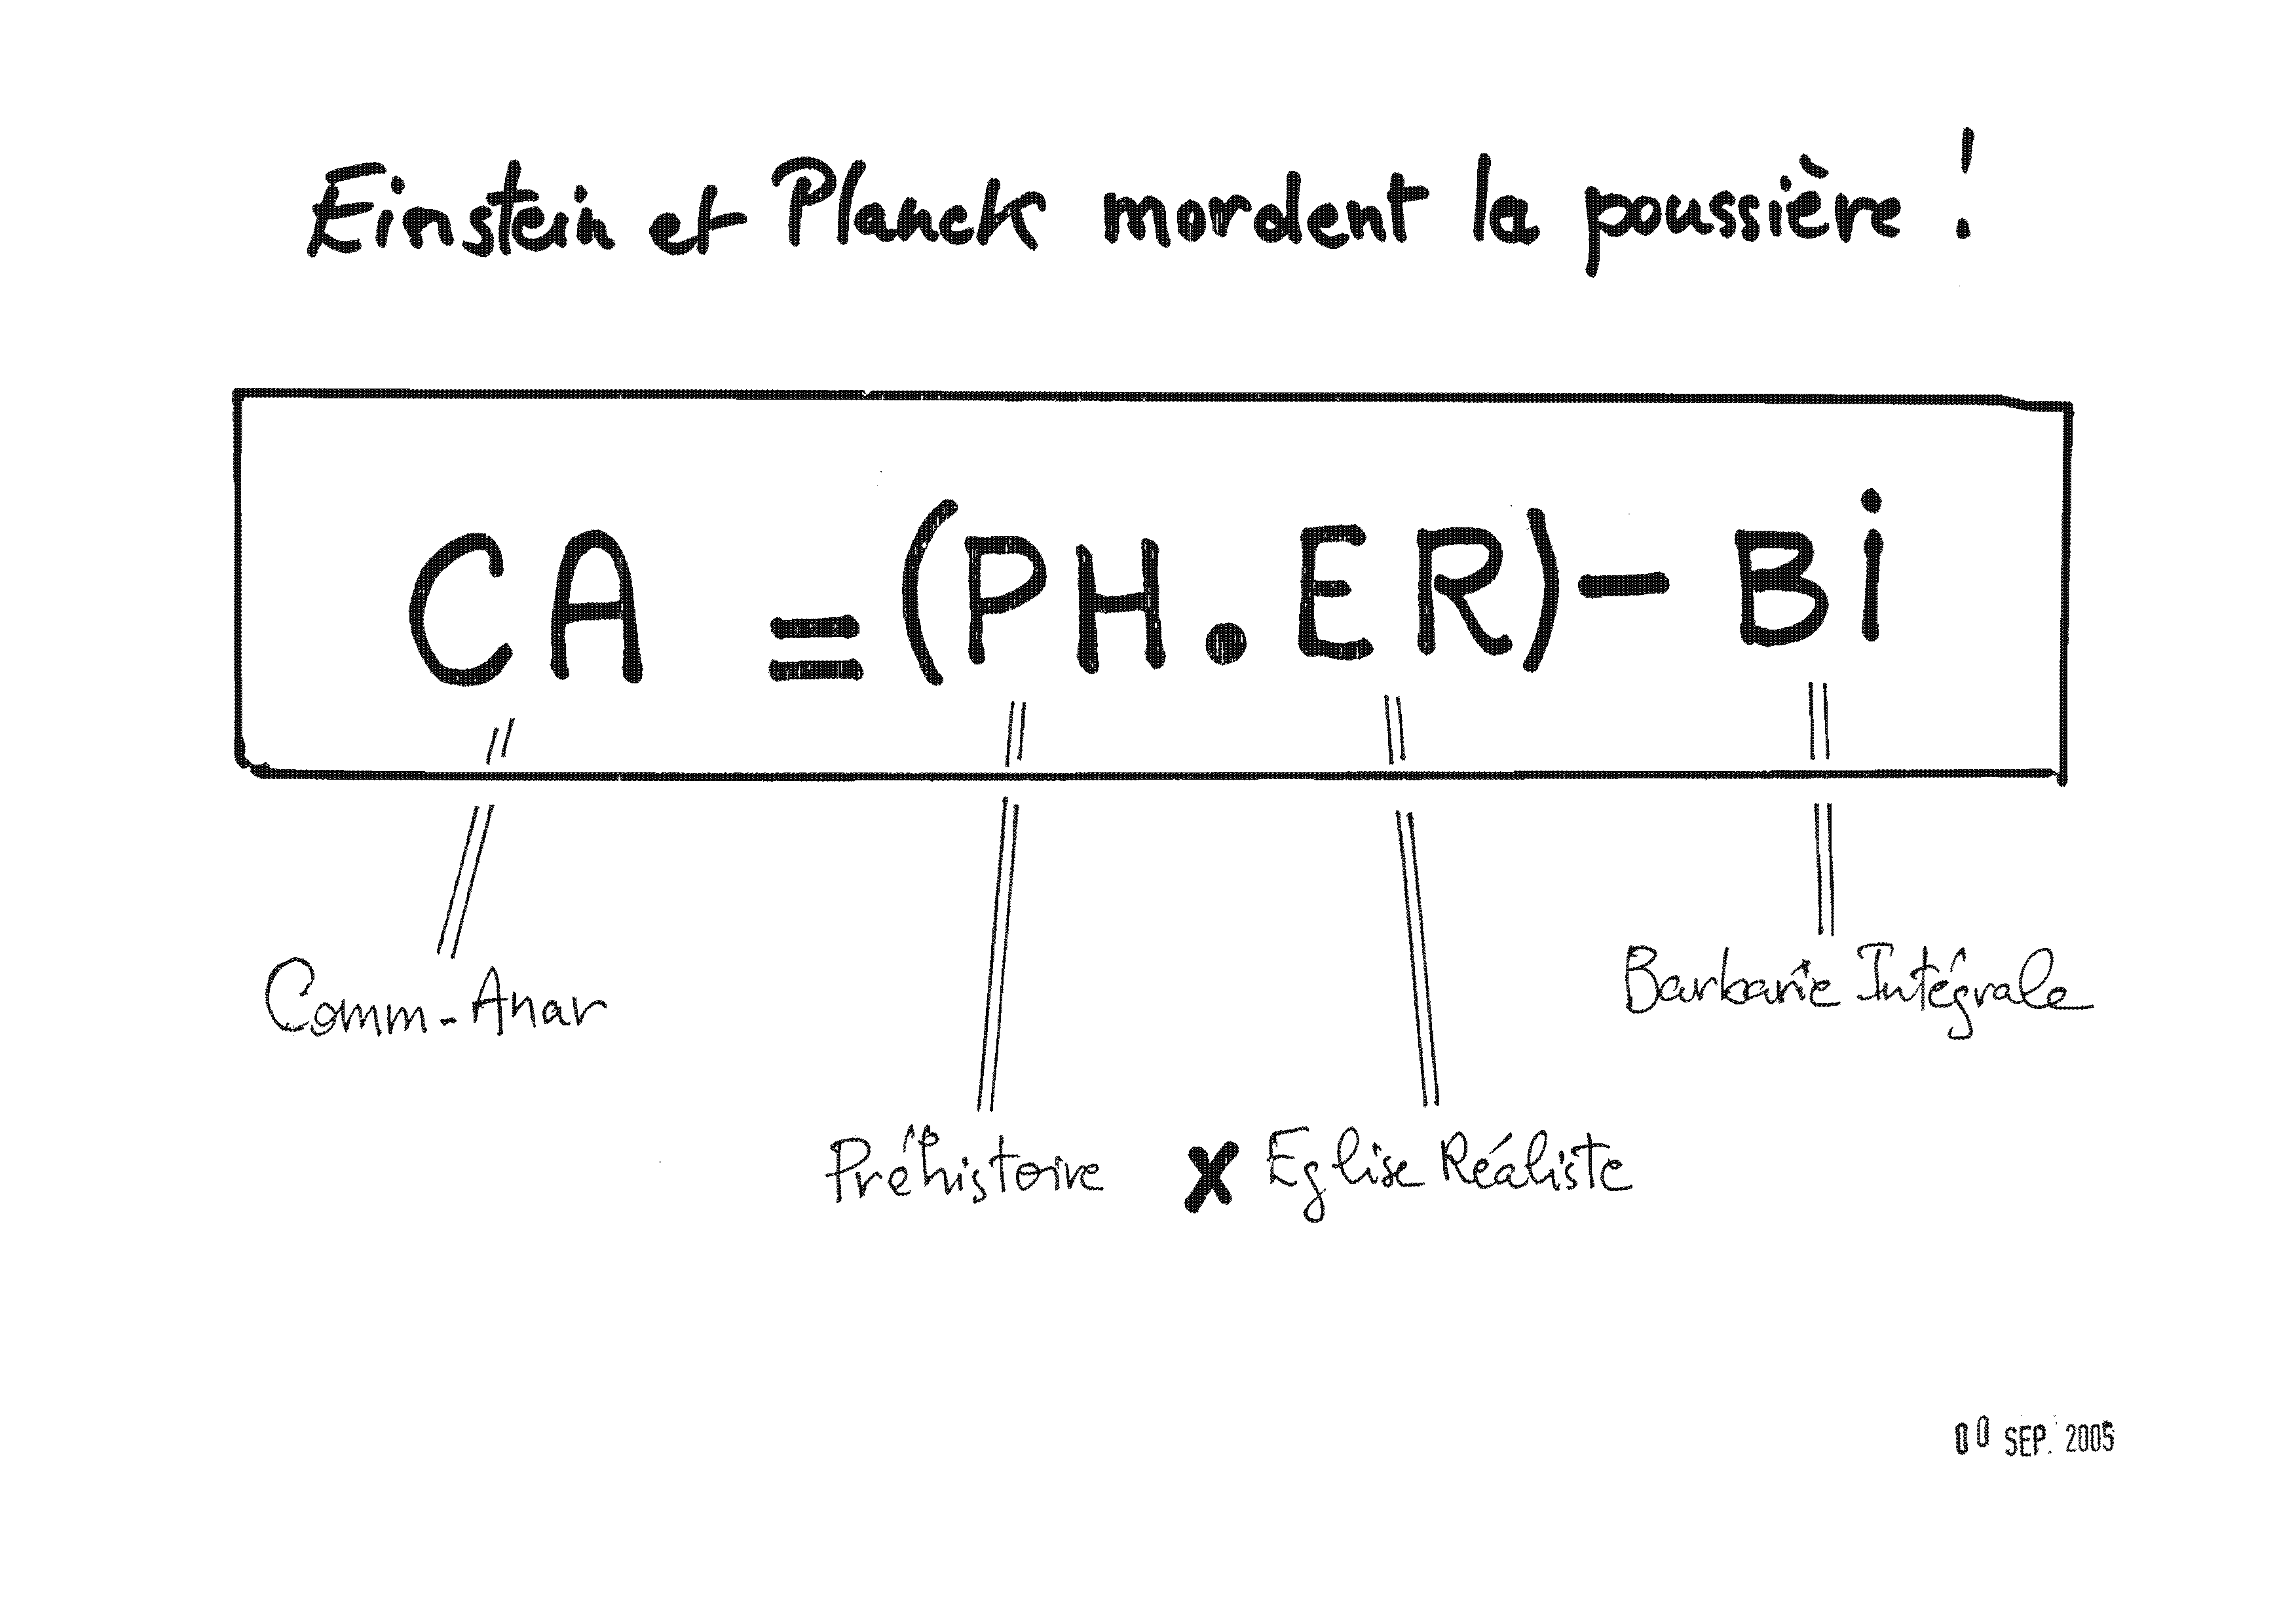 Einstein et Planck mordent la poussière !
CA = (PH.ER) - Bi
Comm-Anar
Barbarie Intégrale
Préhistoire x Eglise Réaliste
00 SEP. 2005